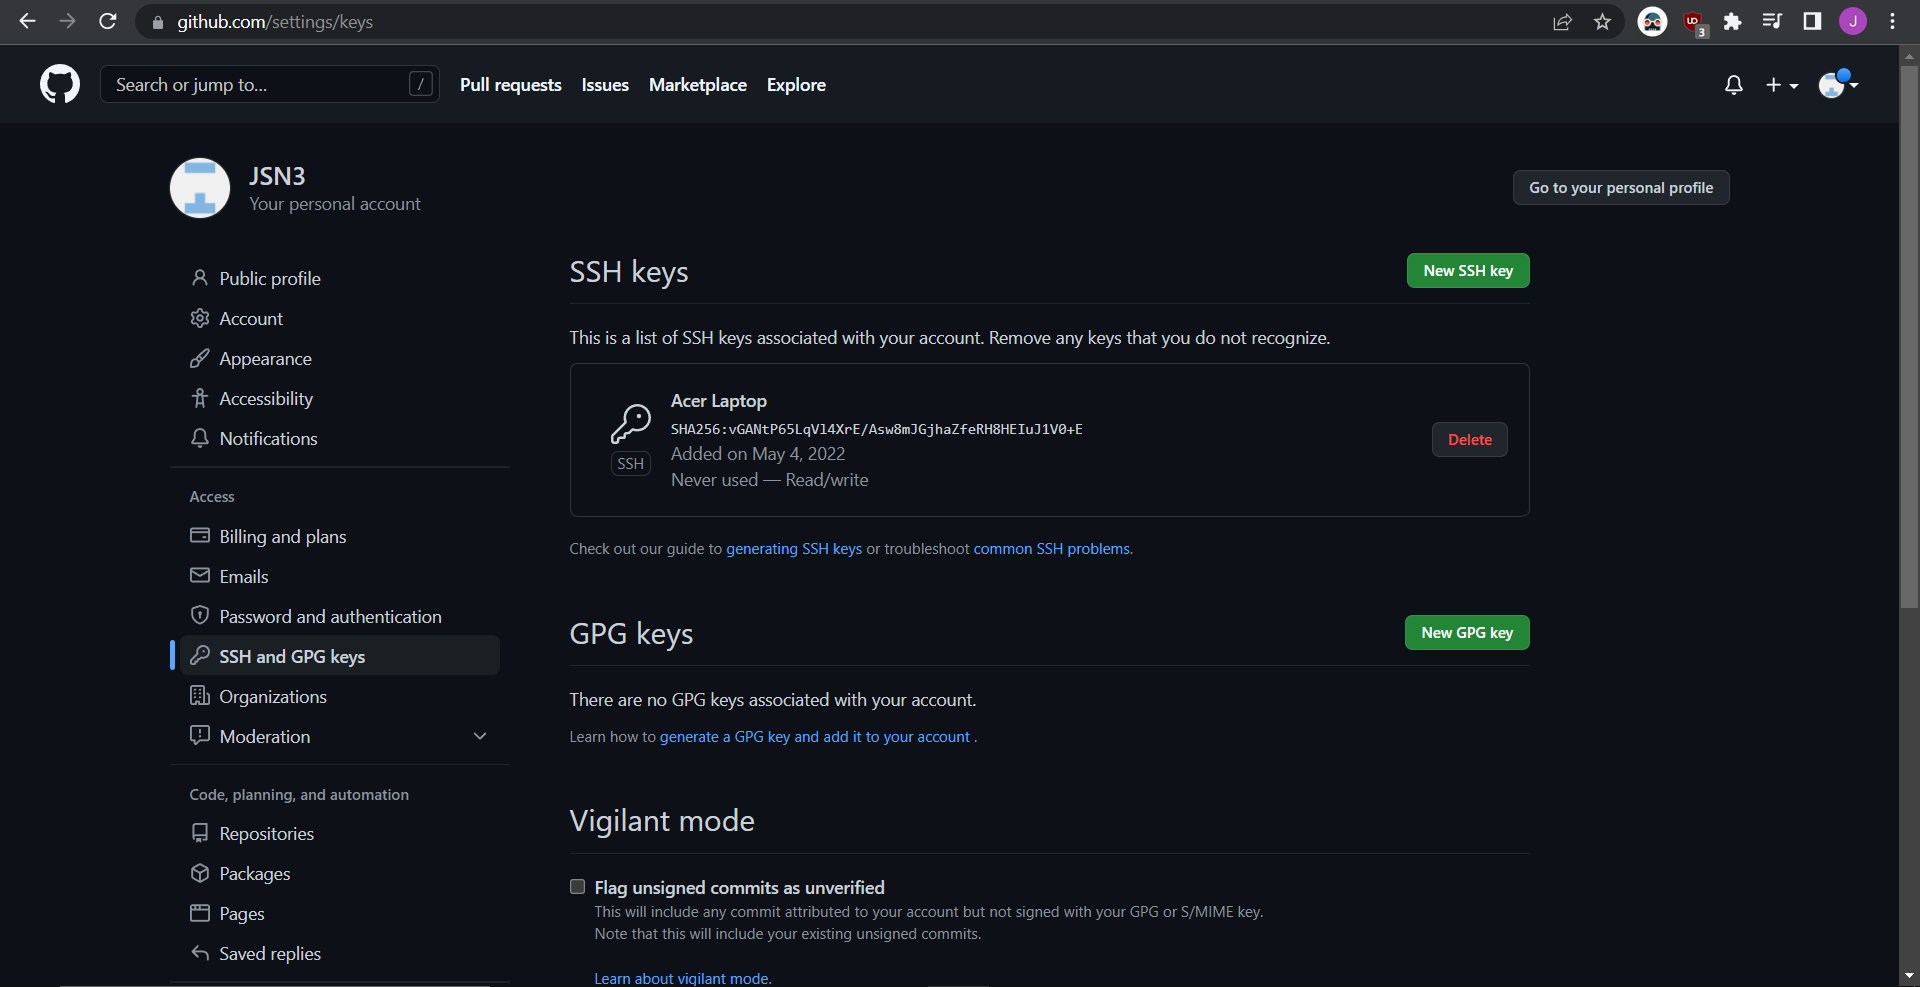 github.com/settings/keys
3
J
Search or jump to...
/
Pull requests
Issues
Marketplace
Explore
JSN3
Your personal account
Go to your personal profile
Public profile
Account
Appearance
Accessibility
Notifications
Access
Billing and plans
Emails
Password and authentication
SSH and GPG keys
Organizations
Moderation
Code, planning, and automation
Repositories
Packages
Pages
Saved replies
SSH keys
New SSH key
This is a list of SSH keys associated with your account. Remove any keys that you do not recognize.
Acer Laptop
SHA256:vGANtP65LqVl4XrE/Asw8mJGjhaZfeRH8HEIuJ1V0+E
Added on May 4, 2022
Never used — Read/write
SSH
Delete
Check out our guide to generating SSH keys or troubleshoot common SSH problems.
GPG keys
New GPG key
There are no GPG keys associated with your account.
Learn how to generate a GPG key and add it to your account .
Vigilant mode
Flag unsigned commits as unverified
This will include any commit attributed to your account but not signed with your GPG or S/MIME key.
Note that this will include your existing unsigned commits.
Learn about vigilant mode.